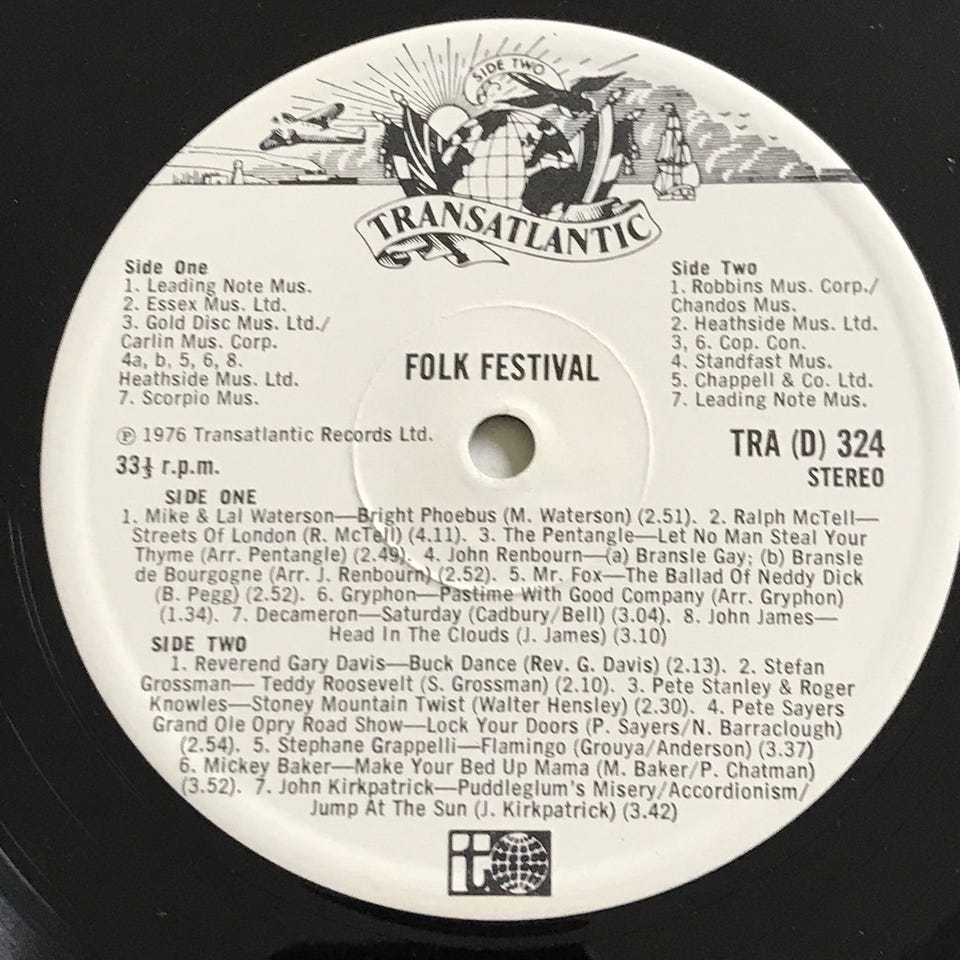 SIDE TWO
TRANSATLANTIC
Side One
1. Leading Note Mus.
2. Essex Mus. Ltd.
3. Gold Disc Mus. Ltd./
Carlin Mus. Corp.
4a, b, 5, 6, 8.
Heathside Mus. Ltd.
7. Scorpio Mus.
Side Two
1. Robbins Mus. Corp./
Chandos Mus.
2. Heathside Mus. Ltd.
3, 6. Cop. Con.
4. Standfast Mus.
5. Chappell & Co. Ltd.
7. Leading Note Mus.
FOLK FESTIVAL
℗ 1976 Transatlantic Records Ltd.
33⅓ r.p.m.
TRA (D) 324
STEREO
SIDE ONE
1. Mike & Lal Waterson—Bright Phoebus (M. Waterson) (2.51). 2. Ralph McTell—
Streets Of London (R. McTell) (4.11). 3. The Pentangle—Let No Man Steal Your
Thyme (Arr. Pentangle) (2.49). 4. John Renbourn—(a) Bransle Gay; (b) Bransle
de Bourgogne (Arr. J. Renbourn) (2.52). 5. Mr. Fox—The Ballad Of Neddy Dick
(B. Pegg) (2.52). 6. Gryphon—Pastime With Good Company (Arr. Gryphon)
(1.34). 7. Decameron—Saturday (Cadbury/Bell) (3.04). 8. John James—
Head In The Clouds (J. James) (3.10)
SIDE TWO
1. Reverend Gary Davis—Buck Dance (Rev. G. Davis) (2.13). 2. Stefan
Grossman— Teddy Roosevelt (S. Grossman) (2.10). 3. Pete Stanley & Roger
Knowles—Stoney Mountain Twist (Walter Hensley) (2.30). 4. Pete Sayers
Grand Ole Opry Road Show—Lock Your Doors (P. Sayers/N. Barraclough)
(2.54). 5. Stephane Grappelli—Flamingo (Grouya/Anderson) (3.37)
6. Mickey Baker—Make Your Bed Up Mama (M. Baker/P. Chatman)
(3.52). 7. John Kirkpatrick—Puddleglum's Misery/Accordionism/
Jump At The Sun (J. Kirkpatrick) (3.42)